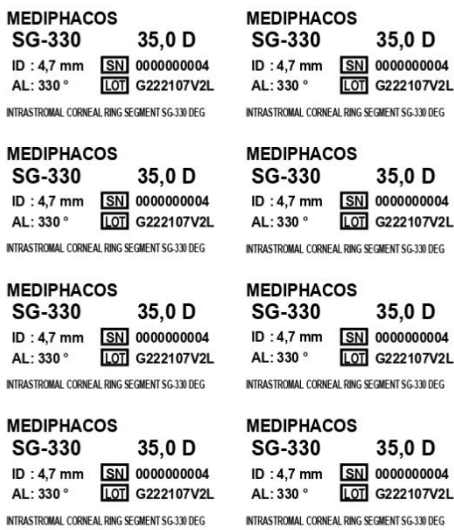 MEDIPHACOS
SG-330 35,0 D
ID : 4,7 mm SN 0000000004
AL: 330 ° LOT G222107V2L
INTRASTROMAL CORNEAL RING SEGMENT SG-330 DEG
MEDIPHACOS
SG-330 35,0 D
ID : 4,7 mm SN 0000000004
AL: 330 ° LOT G222107V2L
INTRASTROMAL CORNEAL RING SEGMENT SG-330 DEG
MEDIPHACOS
SG-330 35,0 D
ID : 4,7 mm SN 0000000004
AL: 330 ° LOT G222107V2L
INTRASTROMAL CORNEAL RING SEGMENT SG-330 DEG
MEDIPHACOS
SG-330 35,0 D
ID : 4,7 mm SN 0000000004
AL: 330 ° LOT G222107V2L
INTRASTROMAL CORNEAL RING SEGMENT SG-330 DEG
MEDIPHACOS
SG-330 35,0 D
ID : 4,7 mm SN 0000000004
AL: 330 ° LOT G222107V2L
INTRASTROMAL CORNEAL RING SEGMENT SG-330 DEG
MEDIPHACOS
SG-330 35,0 D
ID : 4,7 mm SN 0000000004
AL: 330 ° LOT G222107V2L
INTRASTROMAL CORNEAL RING SEGMENT SG-330 DEG
MEDIPHACOS
SG-330 35,0 D
ID : 4,7 mm SN 0000000004
AL: 330 ° LOT G222107V2L
INTRASTROMAL CORNEAL RING SEGMENT SG-330 DEG
MEDIPHACOS
SG-330 35,0 D
ID : 4,7 mm SN 0000000004
AL: 330 ° LOT G222107V2L
INTRASTROMAL CORNEAL RING SEGMENT SG-330 DEG